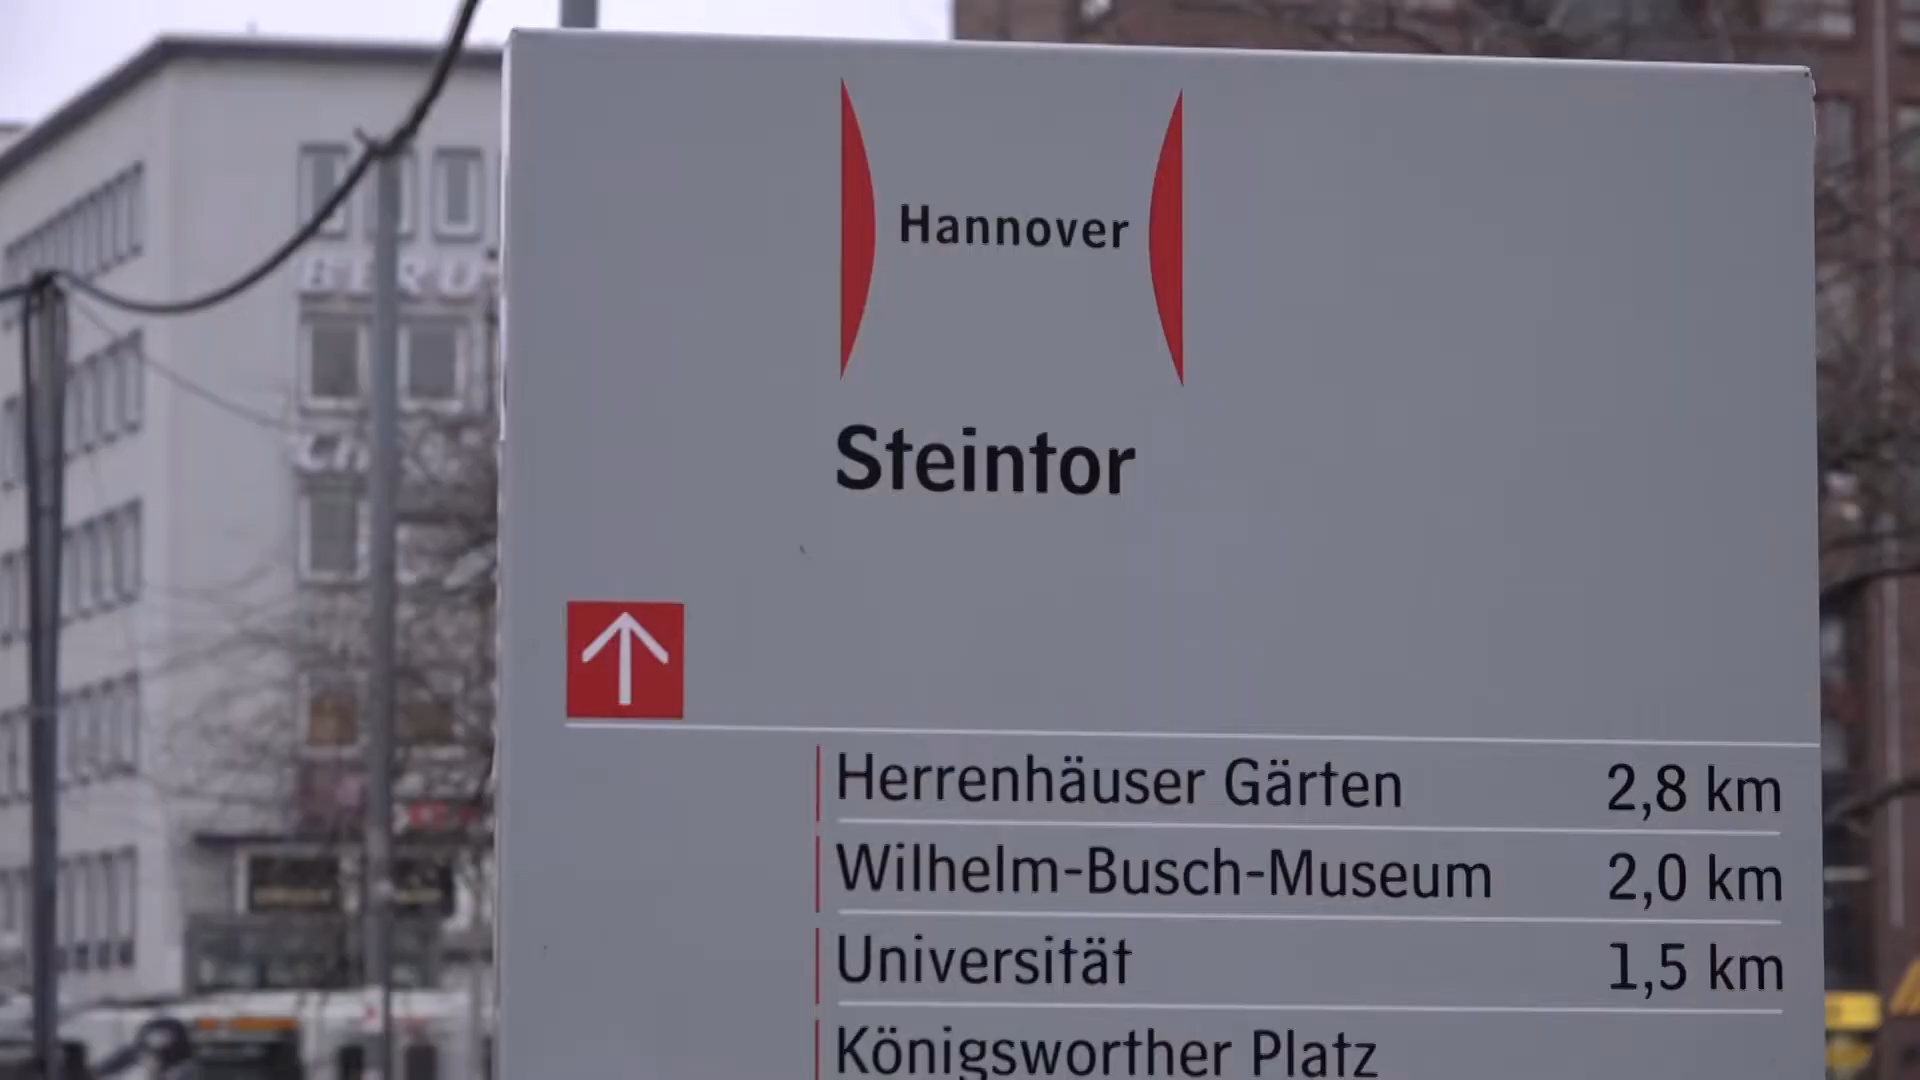 Hannover
Steintor
Herrenhäuser Gärten 2,8 km
Wilhelm-Busch-Museum 2,0 km
Universität 1,5 km
Königsworther Platz